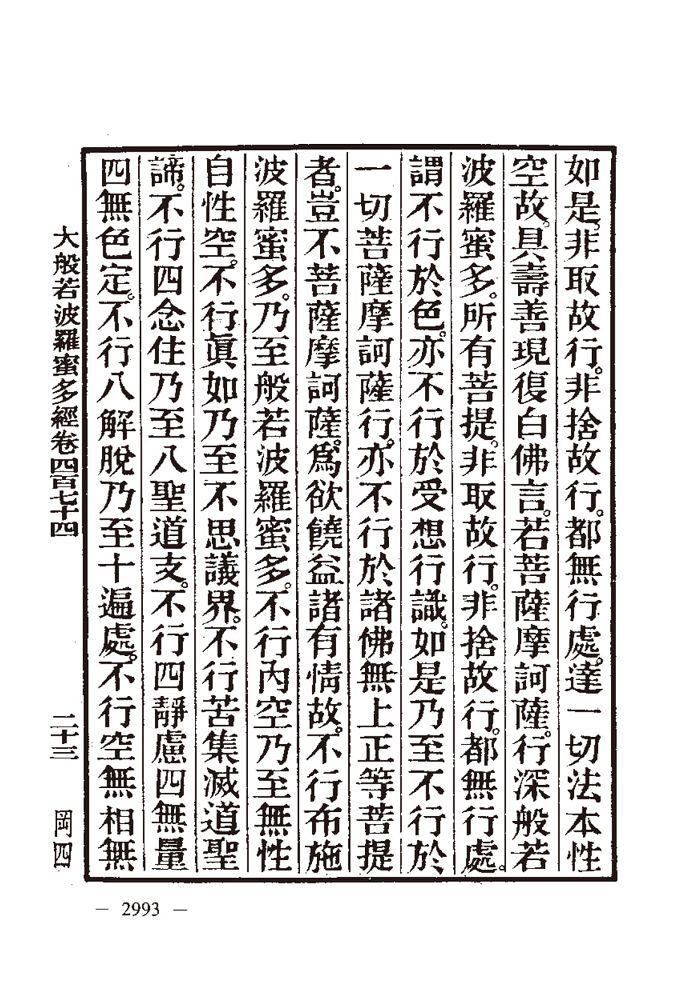 如是。非取故行。非捨故行。都無行處。達一切法本性
空故。具壽善現復白佛言。若菩薩摩訶薩。行深般若
波羅蜜多。所有菩提。非取故行。非捨故行。都無行處。
謂不行於色。亦不行於受想行識。如是乃至不行於
一切菩薩摩訶薩行。亦不行於諸佛無上正等菩提
者。豈不菩薩摩訶薩。爲欲饒益諸有情故。不行布施
波羅蜜多。乃至般若波羅蜜多。不行內空乃至無性
自性空。不行眞如乃至不思議界。不行苦集滅道聖
諦。不行四念住乃至八聖道支。不行四靜慮四無量
四無色定。不行八解脫乃至十遍處。不行空無相無
大般若波羅蜜多經卷四百七十四
二十三
岡四
— 2993 —